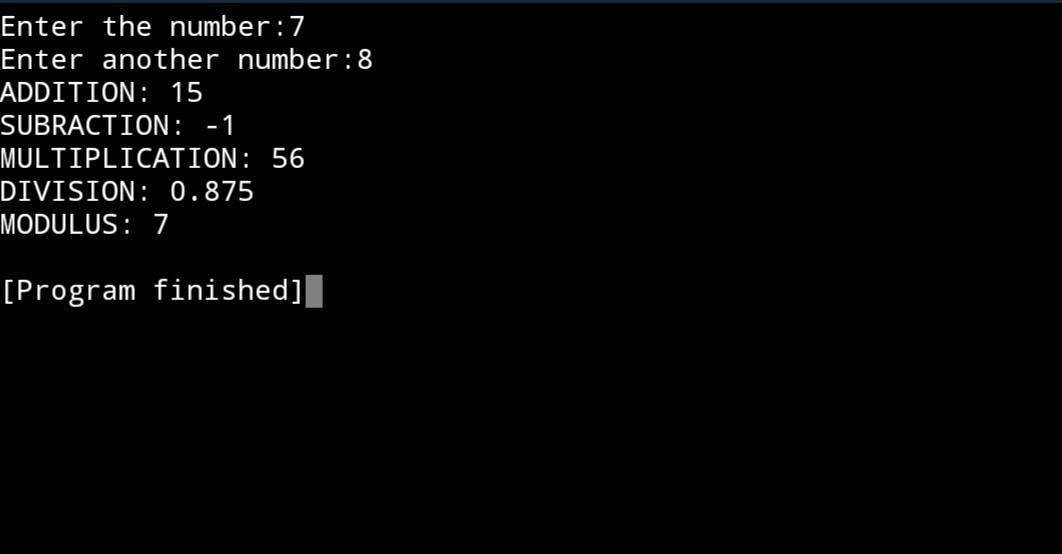 Enter the number:7
Enter another number:8
ADDITION: 15
SUBRACTION: -1
MULTIPLICATION: 56
DIVISION: 0.875
MODULUS: 7
[Program finished]